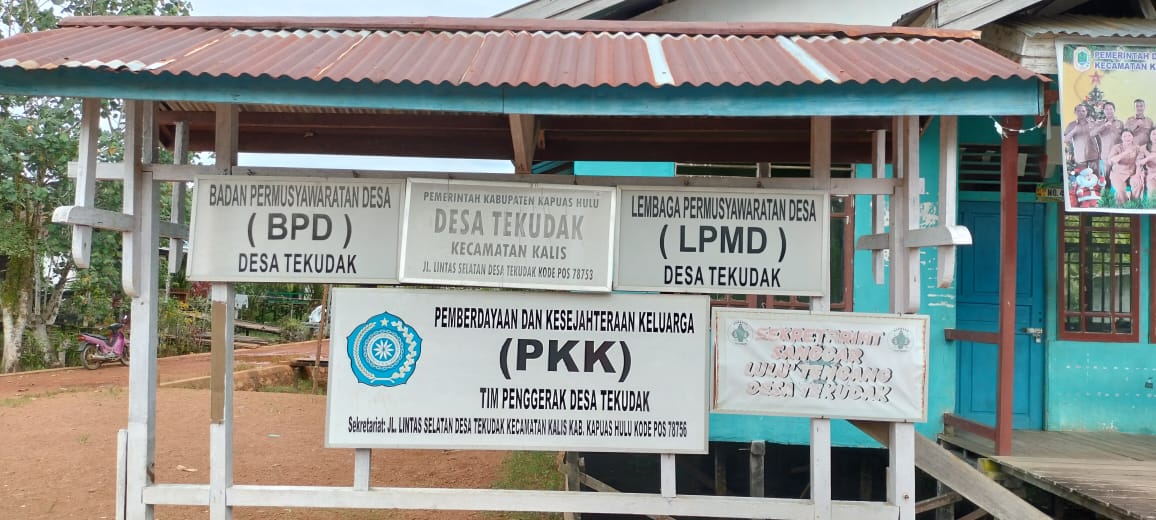 BADAN PERMUSYAWARATAN DESA
( BPD )
DESA TEKUDAK
PEMERINTAH KABUPATEN KAPUAS HULU
DESA TEKUDAK
KECAMATAN KALIS
JL. LINTAS SELATAN DESA TEKUDAK KODE POS 78753
LEMBAGA PERMUSYAWARATAN DESA
( LPMD )
DESA TEKUDAK
PEMBERDAYAAN DAN KESEJAHTERAAN KELUARGA
(PKK)
TIM PENGGERAK DESA TEKUDAK
Sekretariat: JL. LINTAS SELATAN DESA TEKUDAK KECAMATAN KALIS KAB. KAPUAS HULU KODE POS 78756
SEKRETARIAT
SANGGAR
LULU TENGANG
DESA TEKUDAK
PEMERINTAH
KECAMATAN